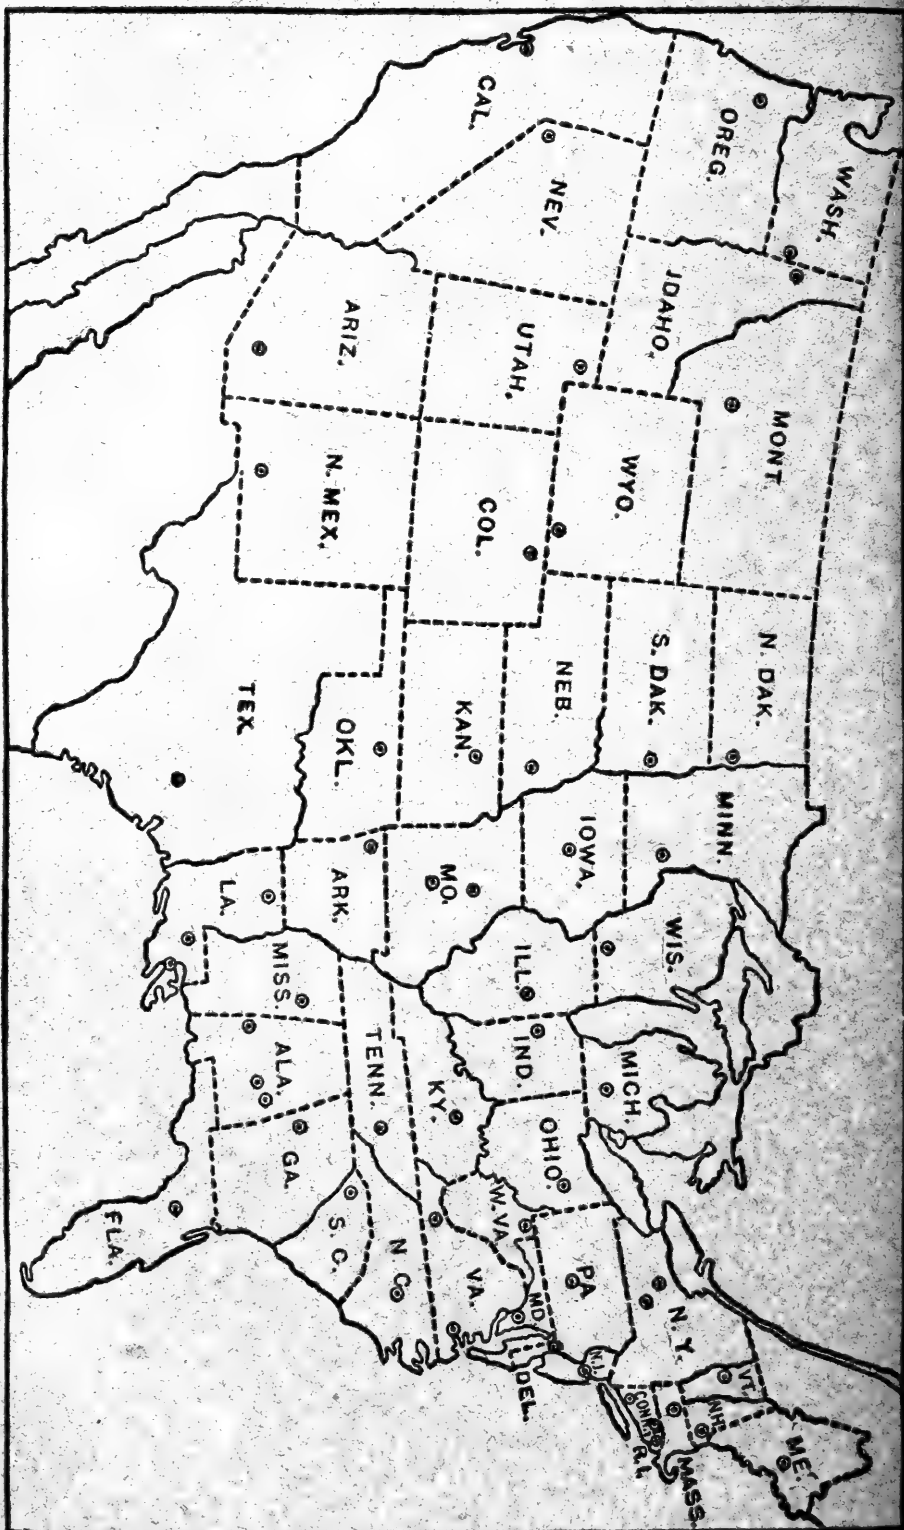 WASH.
OREG.
CAL.
NEV.
IDAHO.
MONT
WYO.
UTAH.
ARIZ.
COL.
N. MEX.
N. DAK.
S. DAK.
NEB.
KAN.
OKL.
TEX.
MINN.
IOWA.
MO.
ARK.
LA.
WIS.
ILL.
MICH.
IND.
OHIO.
KY.
TENN.
MISS
ALA.
GA.
FLA.
S. C.
N C.
VA.
W. VA.
MD.
DEL.
PA
N. J.
N. Y.
CONN
R. I.
MASS.
VT.
N. H.
ME.